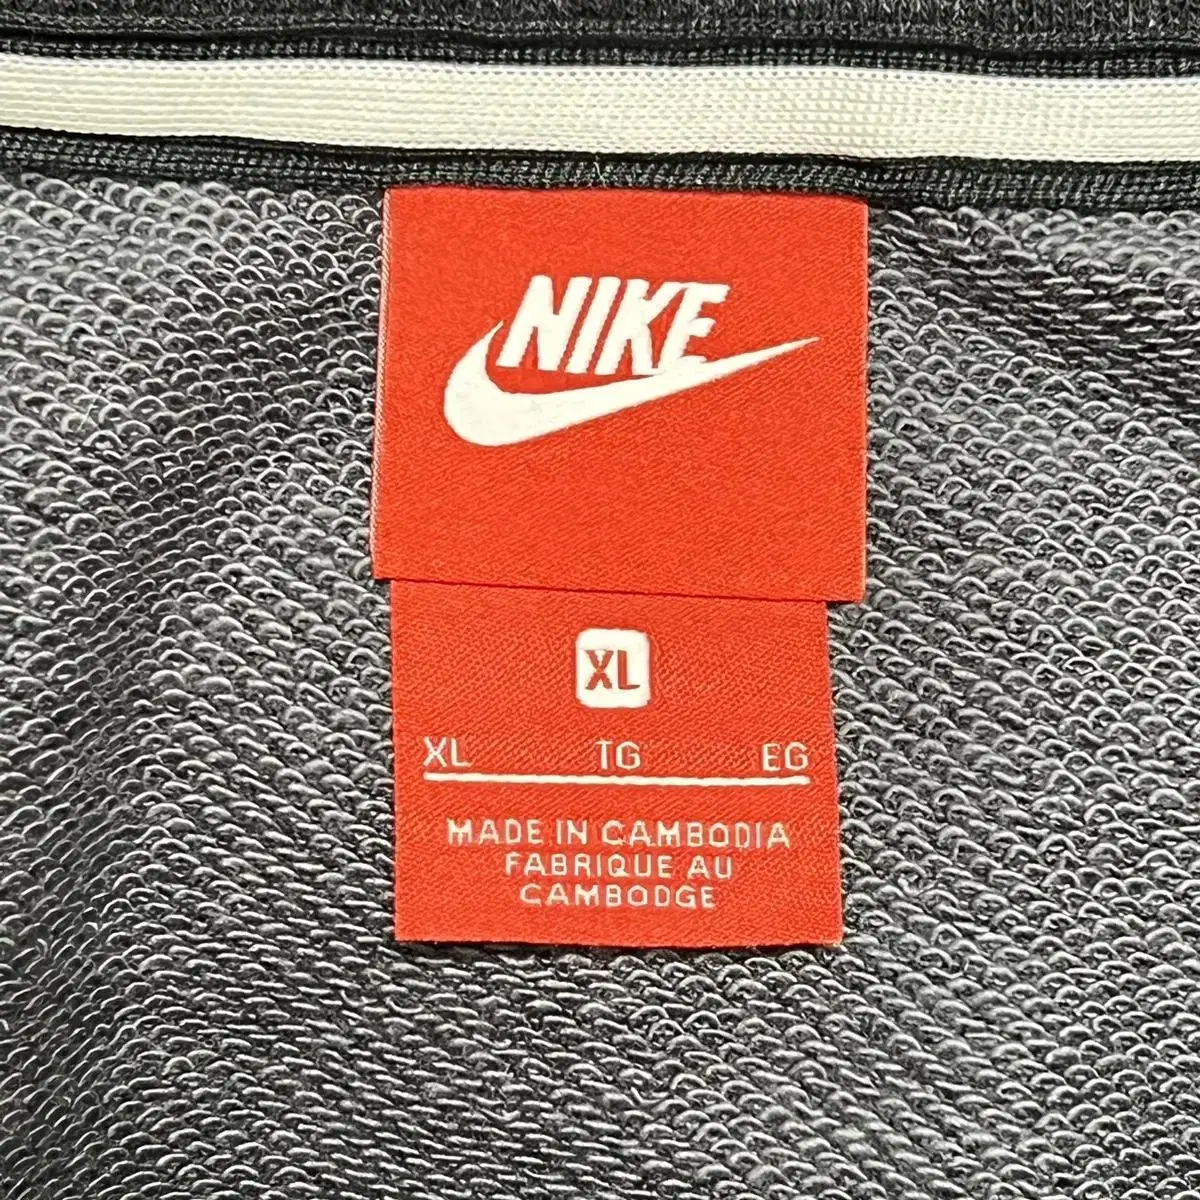 NIKE
XL
XL TG EG
MADE IN CAMBODIA
FABRIQUE AU
CAMBODGE